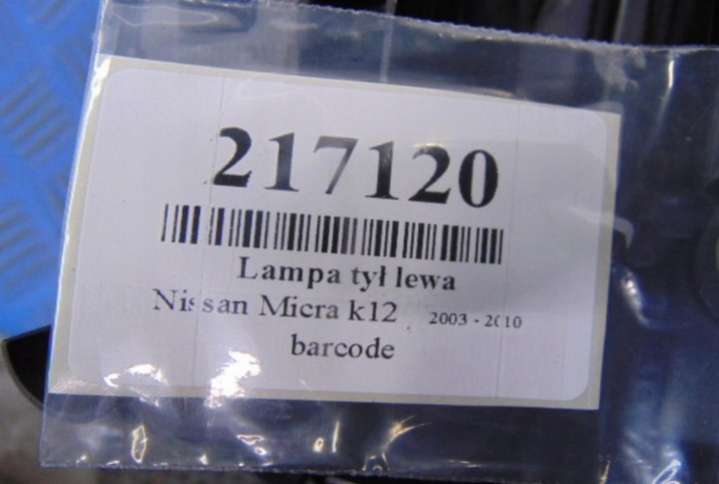 217120
Lampa tył lewa
Nissan Micra k12 2003 - 2010
barcode